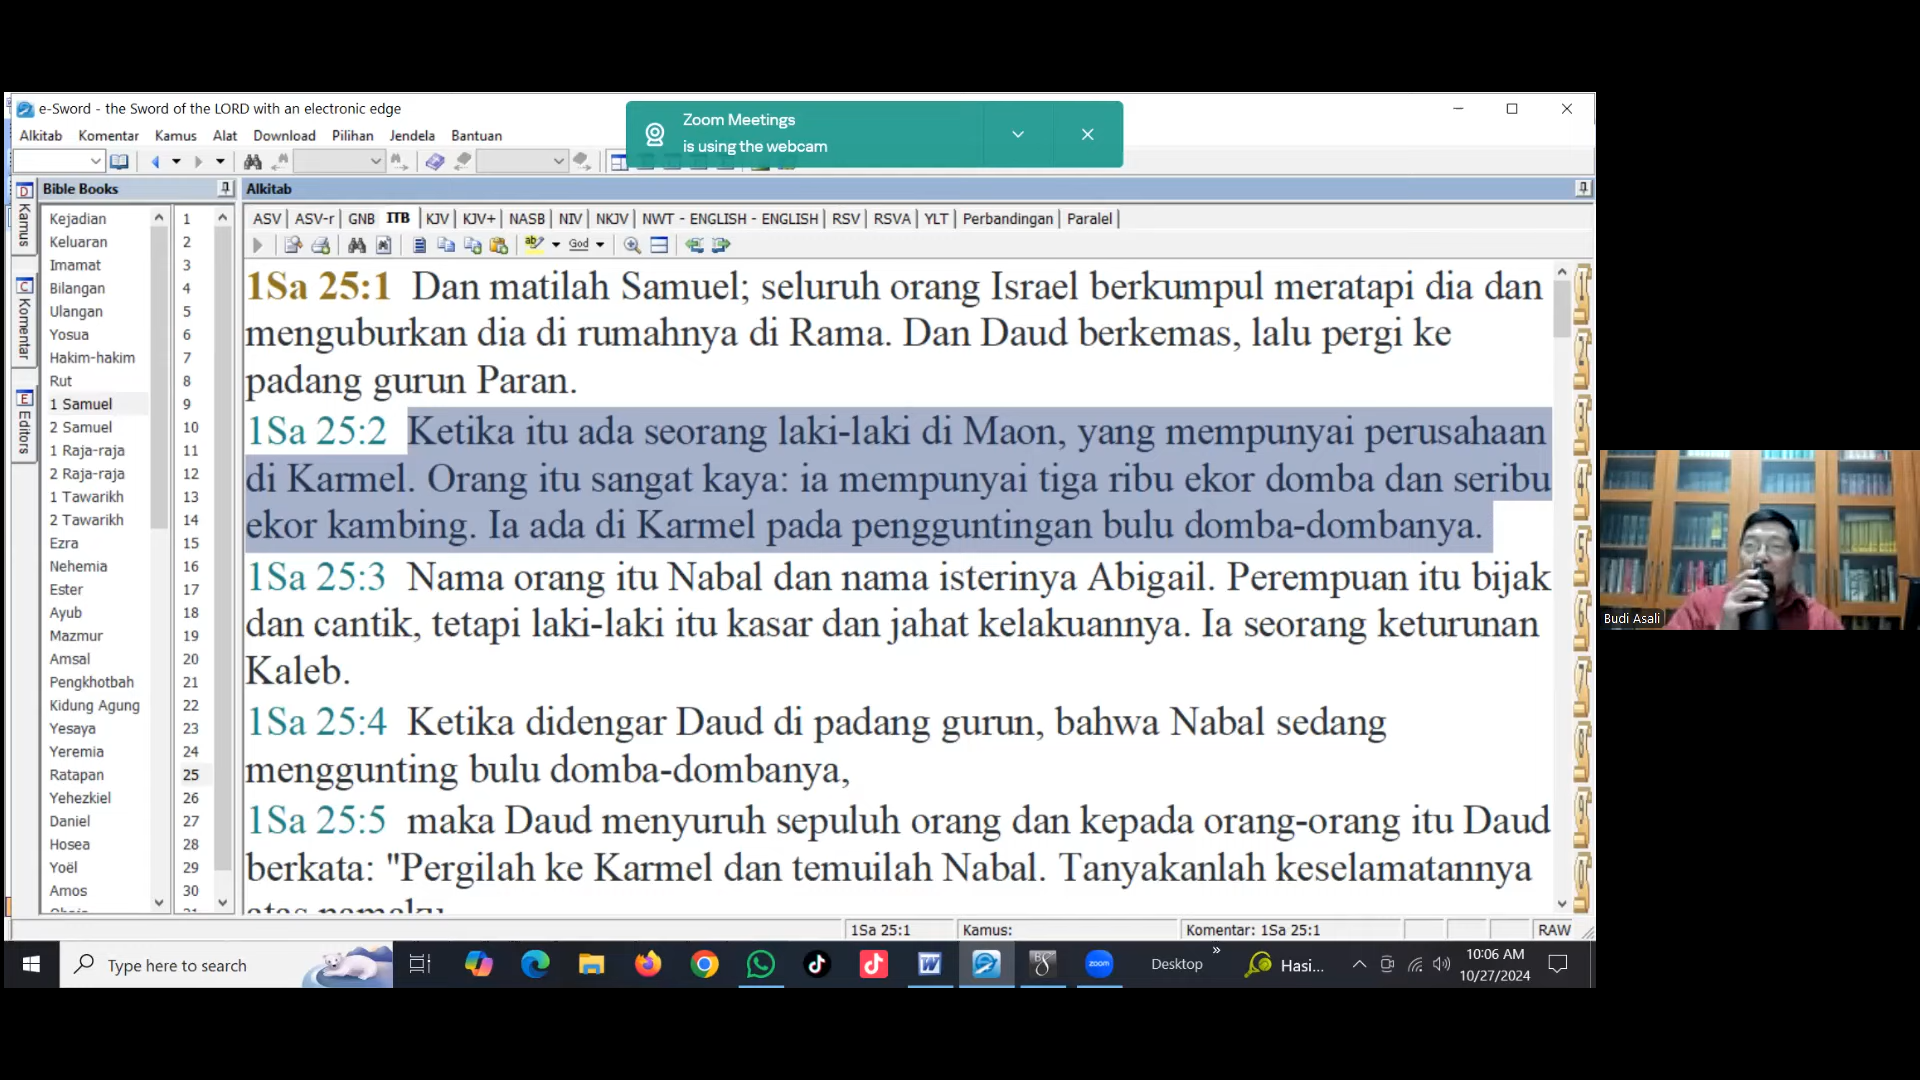 e-Sword - the Sword of the LORD with an electronic edge
Zoom Meetings
is using the webcam
Alkitab Komentar Kamus Alat Download Pilihan Jendela Bantuan
Bible Books
Alkitab
ASV ASV-r GNB ITB KJV KJV+ NASB NIV NKJV NWT - ENGLISH - ENGLISH RSV RSVA YLT Perbandingan Paralel
God
D Kamus
C Komentar
E Editors
Kejadian 1
Keluaran 2
Imamat 3
Bilangan 4
Ulangan 5
Yosua 6
Hakim-hakim 7
Rut 8
1 Samuel 9
2 Samuel 10
1 Raja-raja 11
2 Raja-raja 12
1 Tawarikh 13
2 Tawarikh 14
Ezra 15
Nehemia 16
Ester 17
Ayub 18
Mazmur 19
Amsal 20
Pengkhotbah 21
Kidung Agung 22
Yesaya 23
Yeremia 24
Ratapan 25
Yehezkiel 26
Daniel 27
Hosea 28
Yoël 29
Amos 30
1Sa 25:1 Dan matilah Samuel; seluruh orang Israel berkumpul meratapi dia dan
menguburkan dia di rumahnya di Rama. Dan Daud berkemas, lalu pergi ke
padang gurun Paran.
1Sa 25:2 Ketika itu ada seorang laki-laki di Maon, yang mempunyai perusahaan
di Karmel. Orang itu sangat kaya: ia mempunyai tiga ribu ekor domba dan seribu
ekor kambing. Ia ada di Karmel pada pengguntingan bulu domba-dombanya.
1Sa 25:3 Nama orang itu Nabal dan nama isterinya Abigail. Perempuan itu bijak
dan cantik, tetapi laki-laki itu kasar dan jahat kelakuannya. Ia seorang keturunan
Kaleb.
1Sa 25:4 Ketika didengar Daud di padang gurun, bahwa Nabal sedang
menggunting bulu domba-dombanya,
1Sa 25:5 maka Daud menyuruh sepuluh orang dan kepada orang-orang itu Daud
berkata: "Pergilah ke Karmel dan temuilah Nabal. Tanyakanlah keselamatannya
atas namaku
1
2
3
4
5
6
7
8
9
0
Budi Asali
1Sa 25:1 Kamus: Komentar: 1Sa 25:1 RAW
Type here to search
zoom
Desktop
Hasi...
10:06 AM
10/27/2024